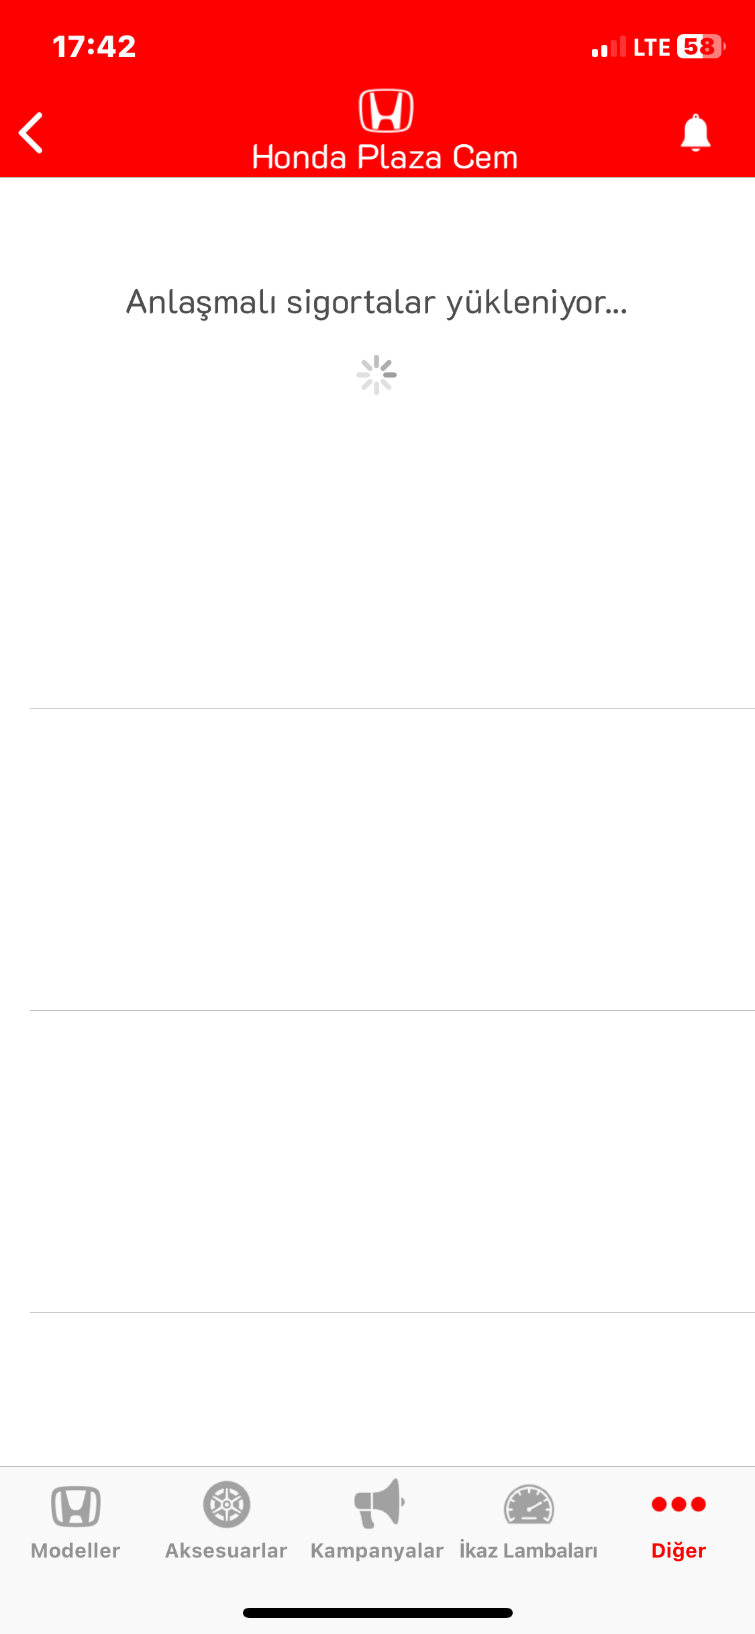 17:42
LTE 58
Honda Plaza Cem
Anlaşmalı sigortalar yükleniyor...
Modeller
Aksesuarlar
Kampanyalar
İkaz Lambaları
Diğer